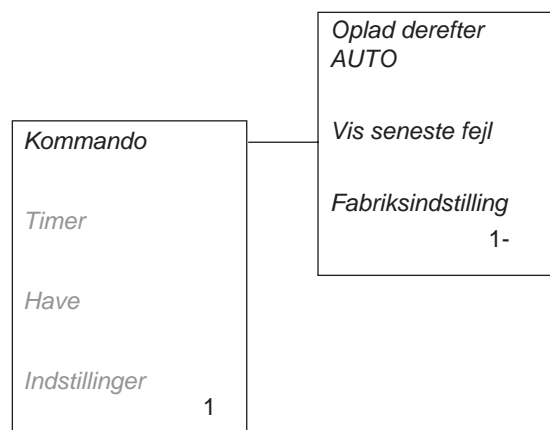 Oplad derefter
AUTO
Vis seneste fejl
Fabriksindstilling
1-
Kommando
Timer
Have
Indstillinger
1